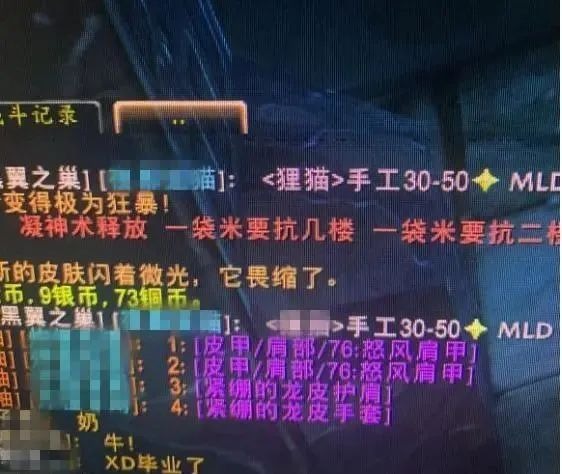 斗记录
..
翼之巢] [猫]: <狸猫>手工30-50 MLD
变得极为狂暴!
凝神术释放 一袋米要抗几楼 一袋米要抗二楼
的皮肤闪着微光，它畏缩了。
币,9银币,73铜币。
黑翼之巢] [猫]: 手工30-50 MLD
: 1: [皮甲/肩部/76:怒风肩甲]
: 2: [皮甲/肩部/76:怒风肩甲]
: 3: [紧绷的龙皮护肩]
: 4: [紧绷的龙皮手套]
奶
: 牛!
: XD毕业了